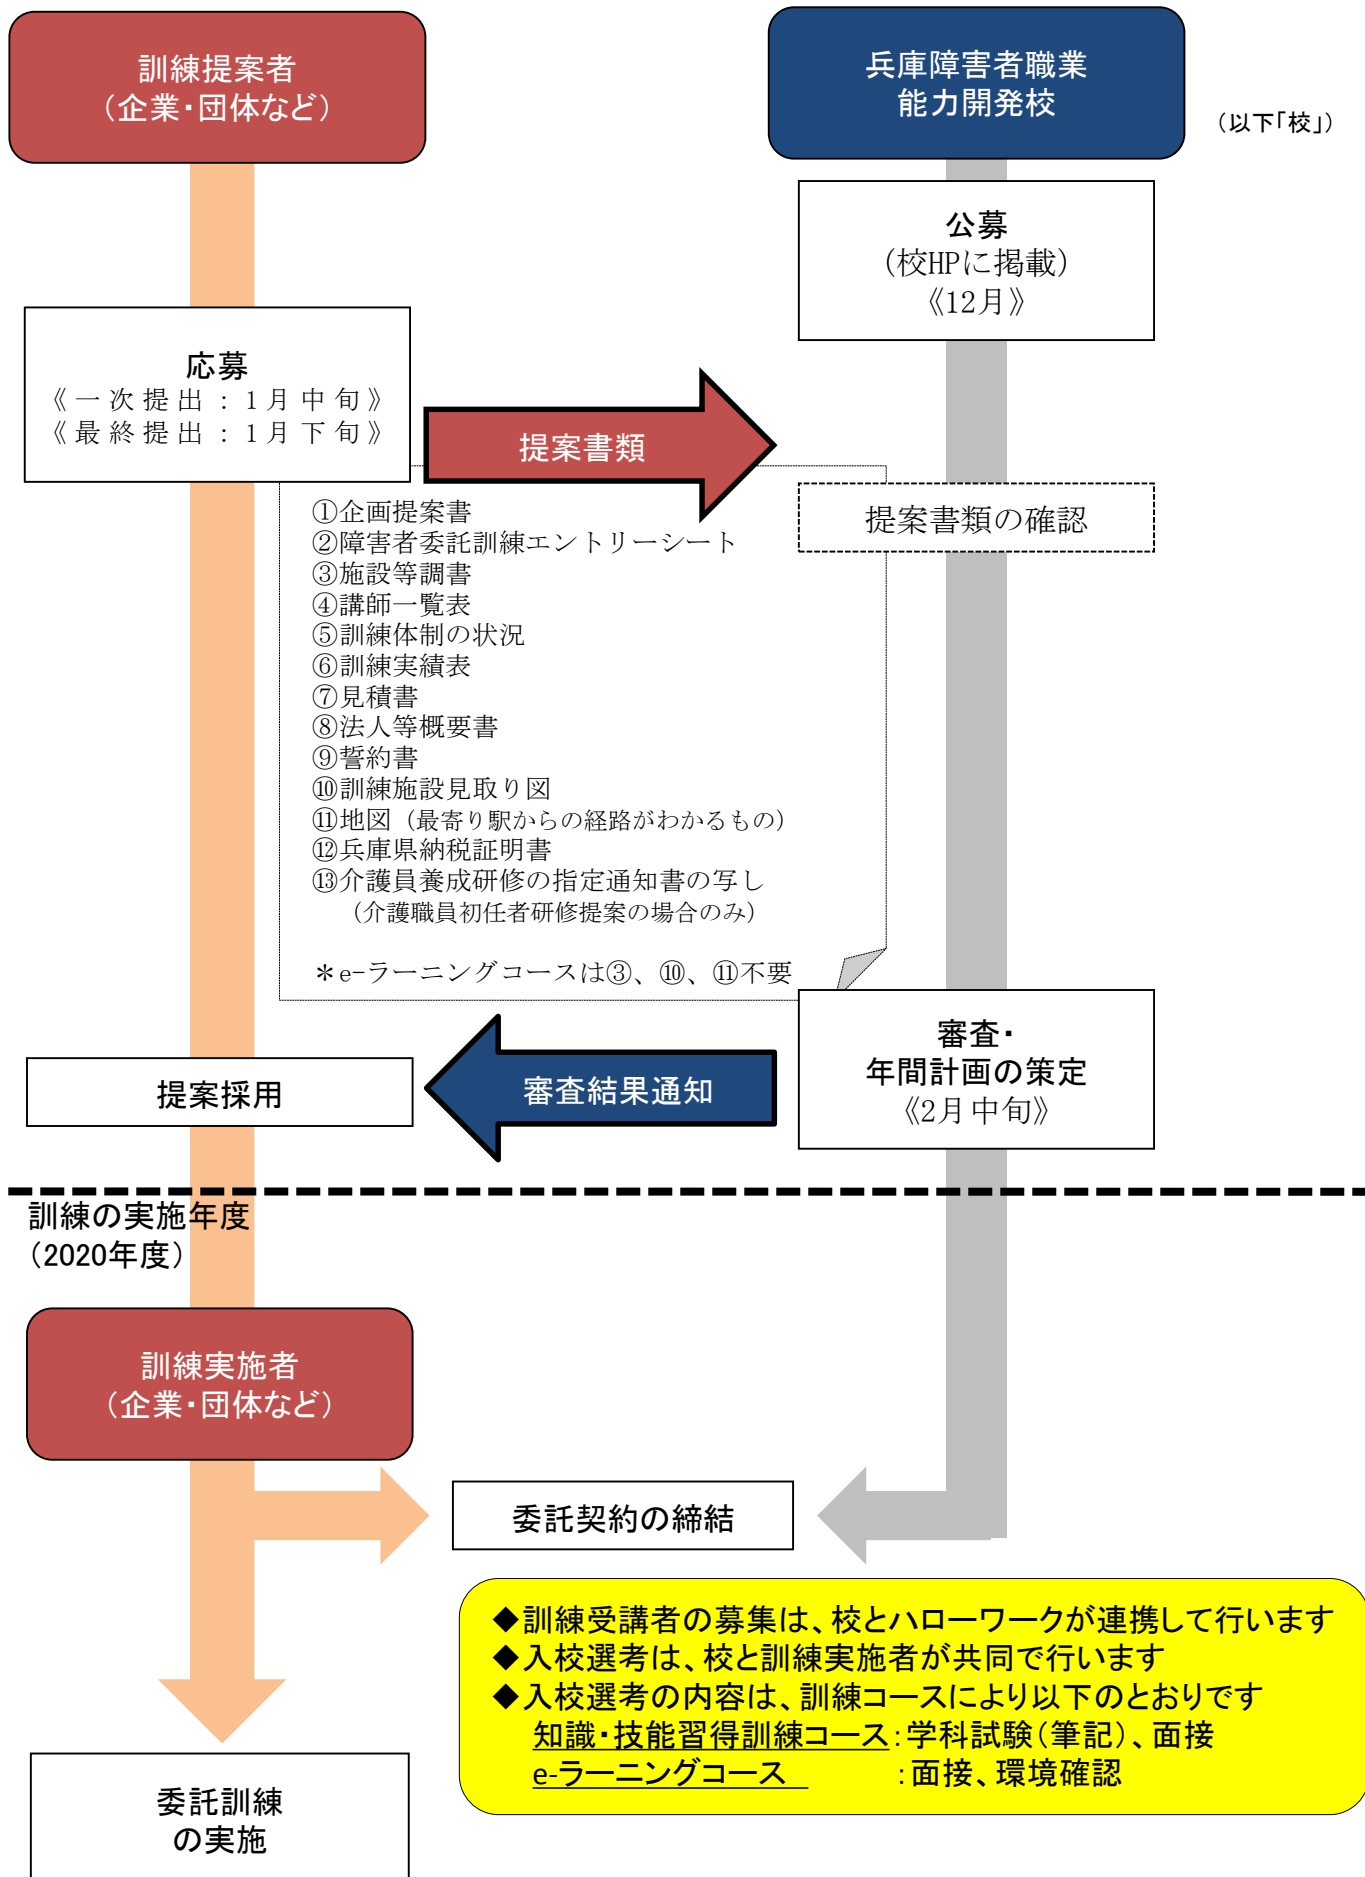 訓練提案者
（企業・団体など）
兵庫障害者職業
能力開発校
（以下「校」）
公募
（校HPに掲載）
《12月》
応募
《一次提出：1月中旬》
《最終提出：1月下旬》
提案書類
提案書類の確認
①企画提案書
②障害者委託訓練エントリーシート
③施設等調書
④講師一覧表
⑤訓練体制の状況
⑥訓練実績表
⑦見積書
⑧法人等概要書
⑨誓約書
⑩訓練施設見取り図
⑪地図（最寄り駅からの経路がわかるもの）
⑫兵庫県納税証明書
⑬介護員養成研修の指定通知書の写し
（介護職員初任者研修提案の場合のみ）
＊e-ラーニングコースは③、⑩、⑪不要
審査・
年間計画の策定
《2月中旬》
審査結果通知
提案採用
訓練の実施年度
（2020年度）
訓練実施者
（企業・団体など）
委託契約の締結
◆訓練受講者の募集は、校とハローワークが連携して行います
◆入校選考は、校と訓練実施者が共同で行います
◆入校選考の内容は、訓練コースにより以下のとおりです
知識・技能習得訓練コース：学科試験（筆記）、面接
e-ラーニングコース　　：面接、環境確認
委託訓練
の実施